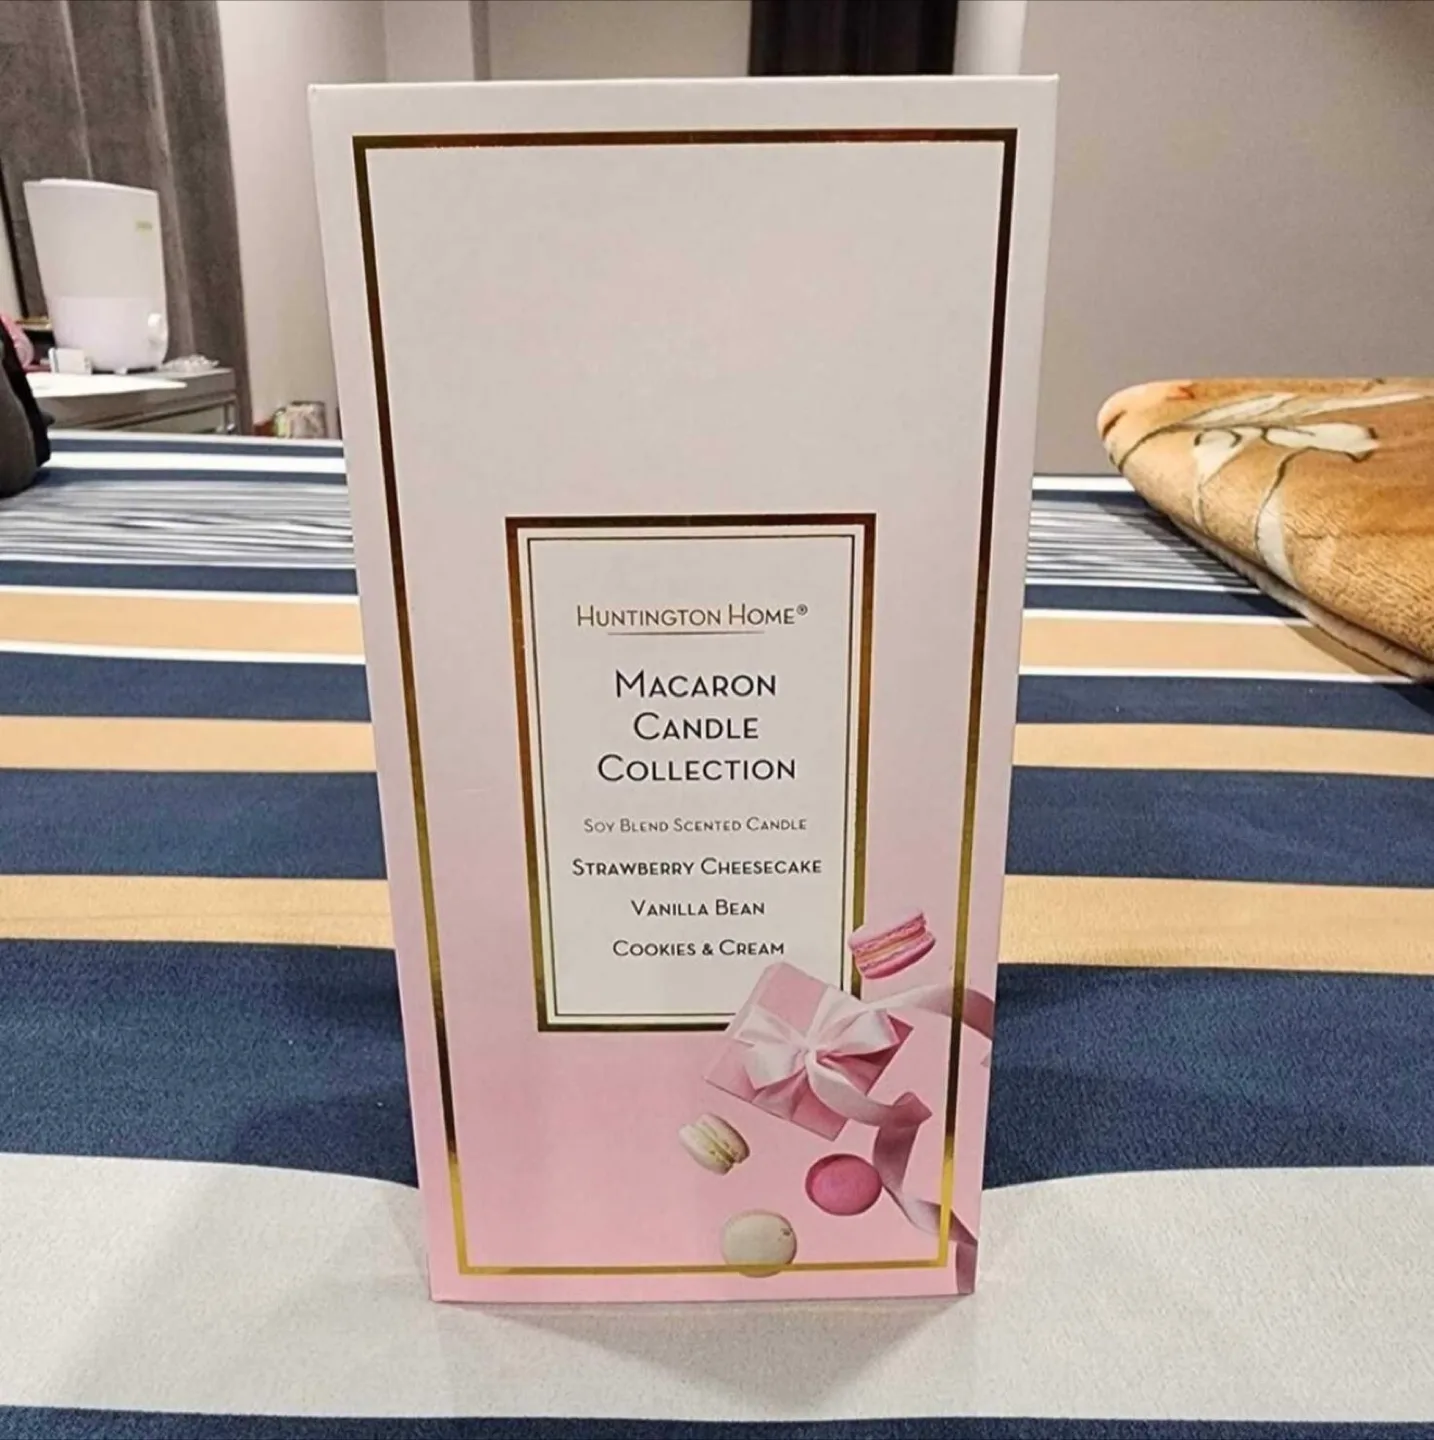 HUNTINGTON HOME®
MACARON
CANDLE
COLLECTION
SOY BLEND SCENTED CANDLE
STRAWBERRY CHEESECAKE
VANILLA BEAN
COOKIES & CREAM